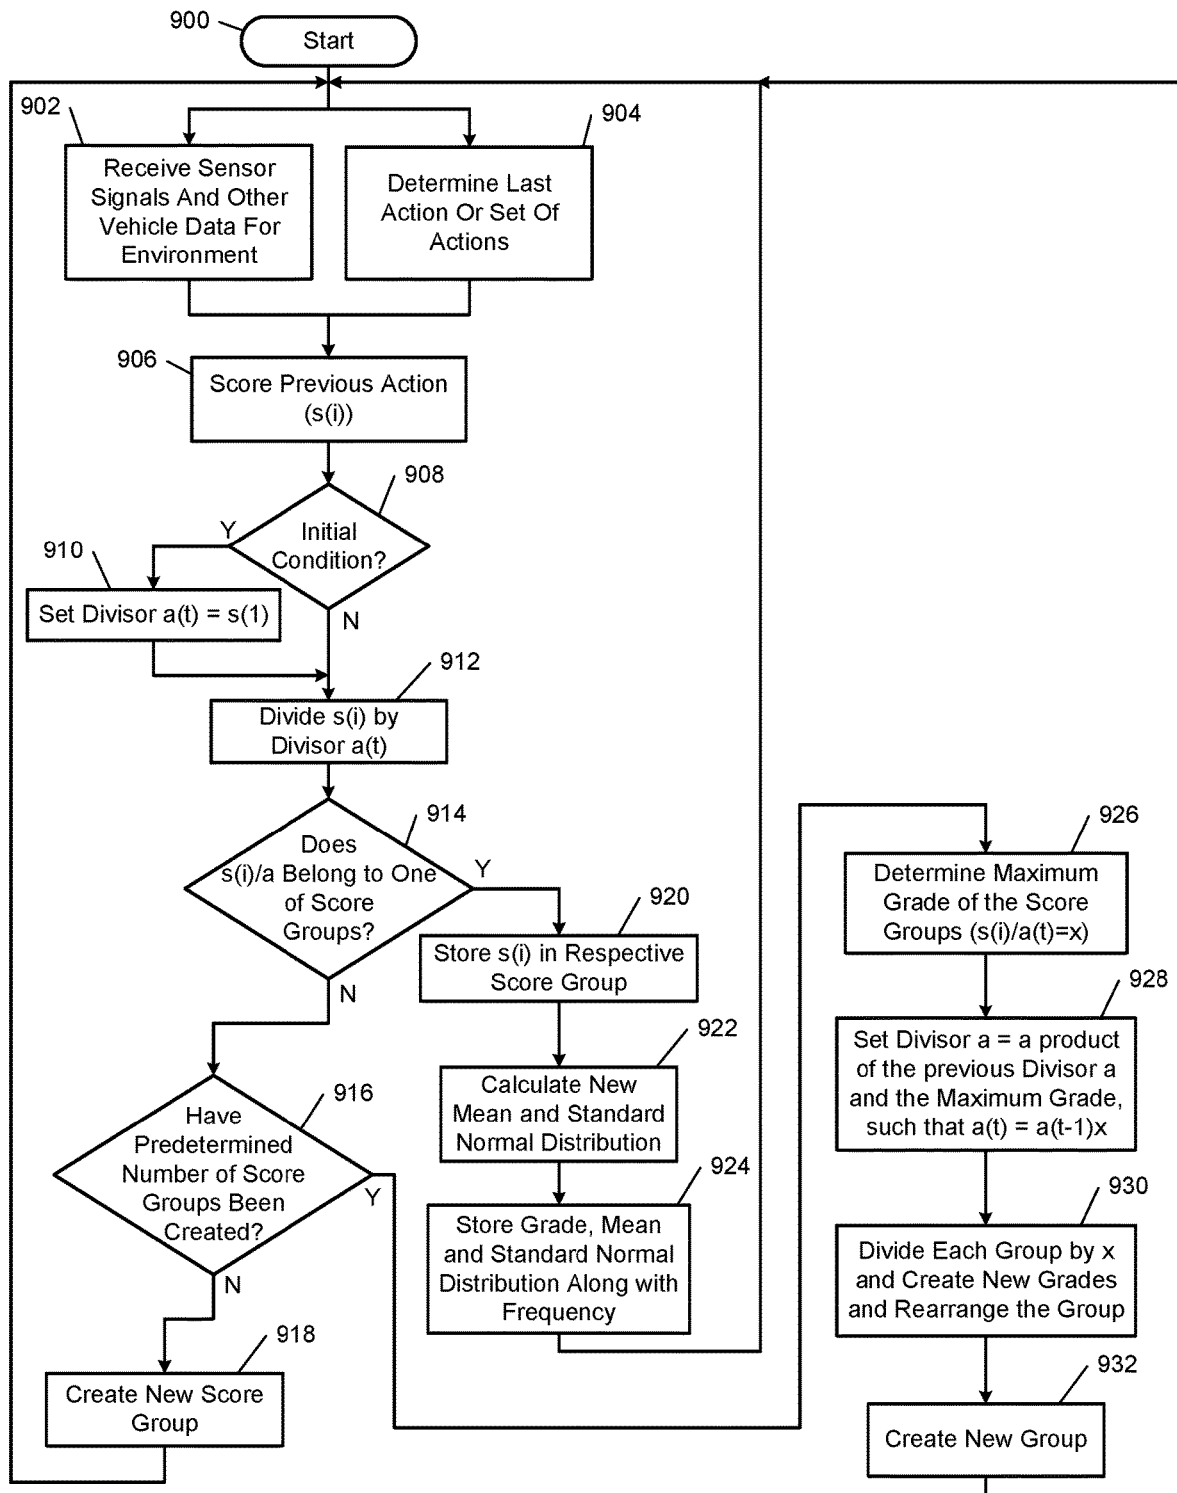 900
Start
902
Receive Sensor
Signals And Other
Vehicle Data For
Environment
904
Determine Last
Action Or Set Of
Actions
906
Score Previous Action
(s(i))
908
Initial
Condition?
Y
N
910
Set Divisor a(t) = s(1)
912
Divide s(i) by
Divisor a(t)
914
Does
s(i)/a Belong to One
of Score
Groups?
Y
N
920
Store s(i) in Respective
Score Group
922
Calculate New
Mean and Standard
Normal Distribution
924
Store Grade, Mean
and Standard Normal
Distribution Along with
Frequency
916
Have
Predetermined
Number of Score
Groups Been
Created?
Y
N
918
Create New Score
Group
926
Determine Maximum
Grade of the Score
Groups (s(i)/a(t)=x)
928
Set Divisor a = a product
of the previous Divisor a
and the Maximum Grade,
such that a(t) = a(t-1)x
930
Divide Each Group by x
and Create New Grades
and Rearrange the Group
932
Create New Group